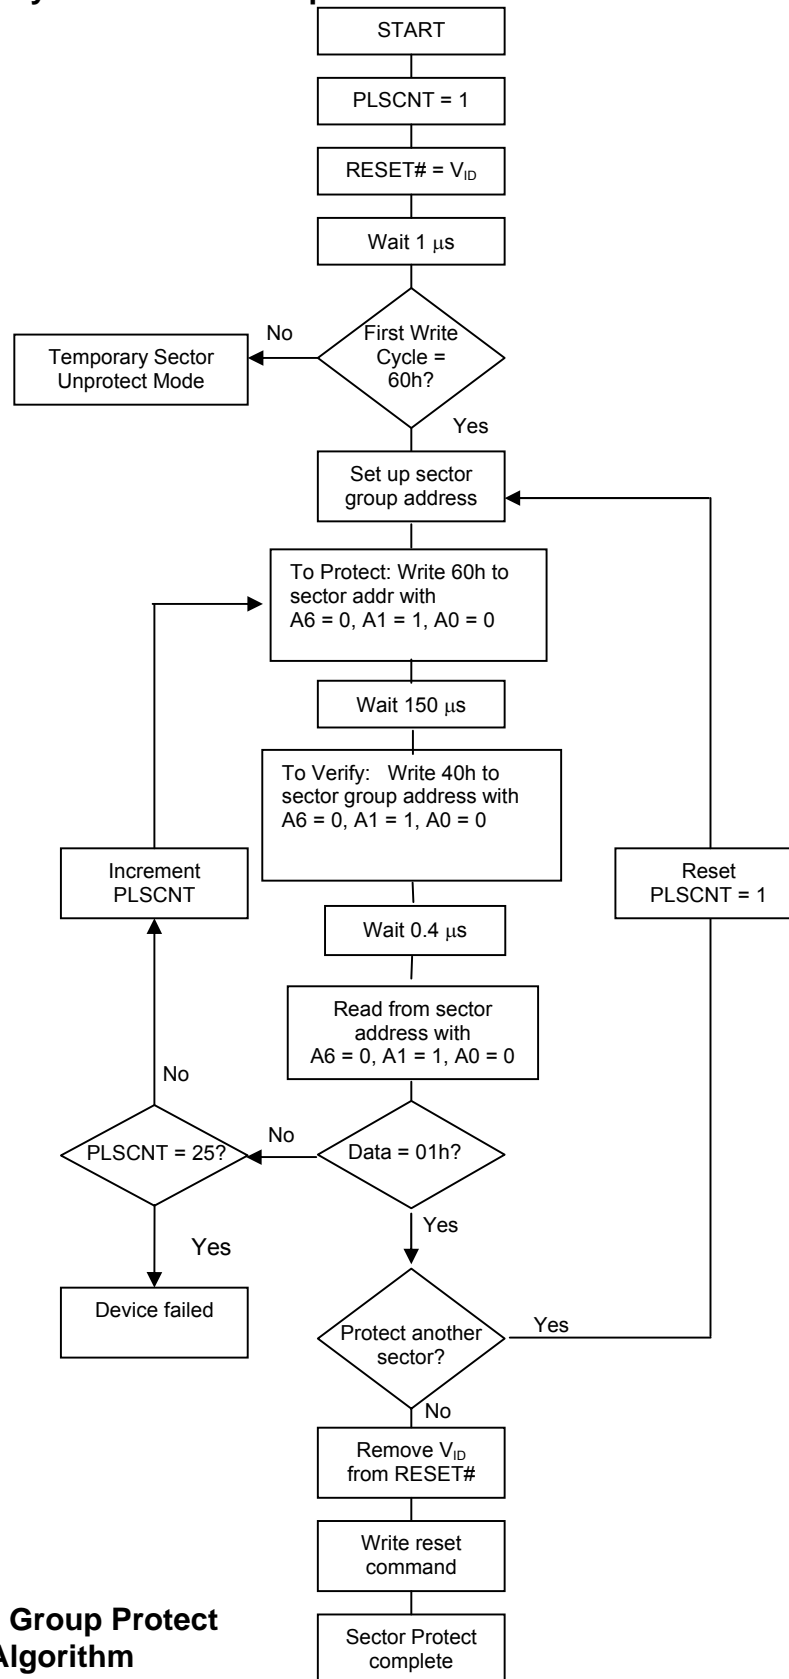 START
PLSCNT = 1
RESET# = VID
Wait 1 μs
First Write
Cycle =
60h?
No
Temporary Sector
Unprotect Mode
Yes
Set up sector
group address
To Protect: Write 60h to
sector addr with
A6 = 0, A1 = 1, A0 = 0
Wait 150 μs
To Verify: Write 40h to
sector group address with
A6 = 0, A1 = 1, A0 = 0
Increment
PLSCNT
Reset
PLSCNT = 1
Wait 0.4 μs
Read from sector
address with
A6 = 0, A1 = 1, A0 = 0
No
PLSCNT = 25?
No
Data = 01h?
Yes
Yes
Device failed
Protect another
sector?
Yes
No
Remove VID
from RESET#
Write reset
command
Group Protect
Algorithm
Sector Protect
complete